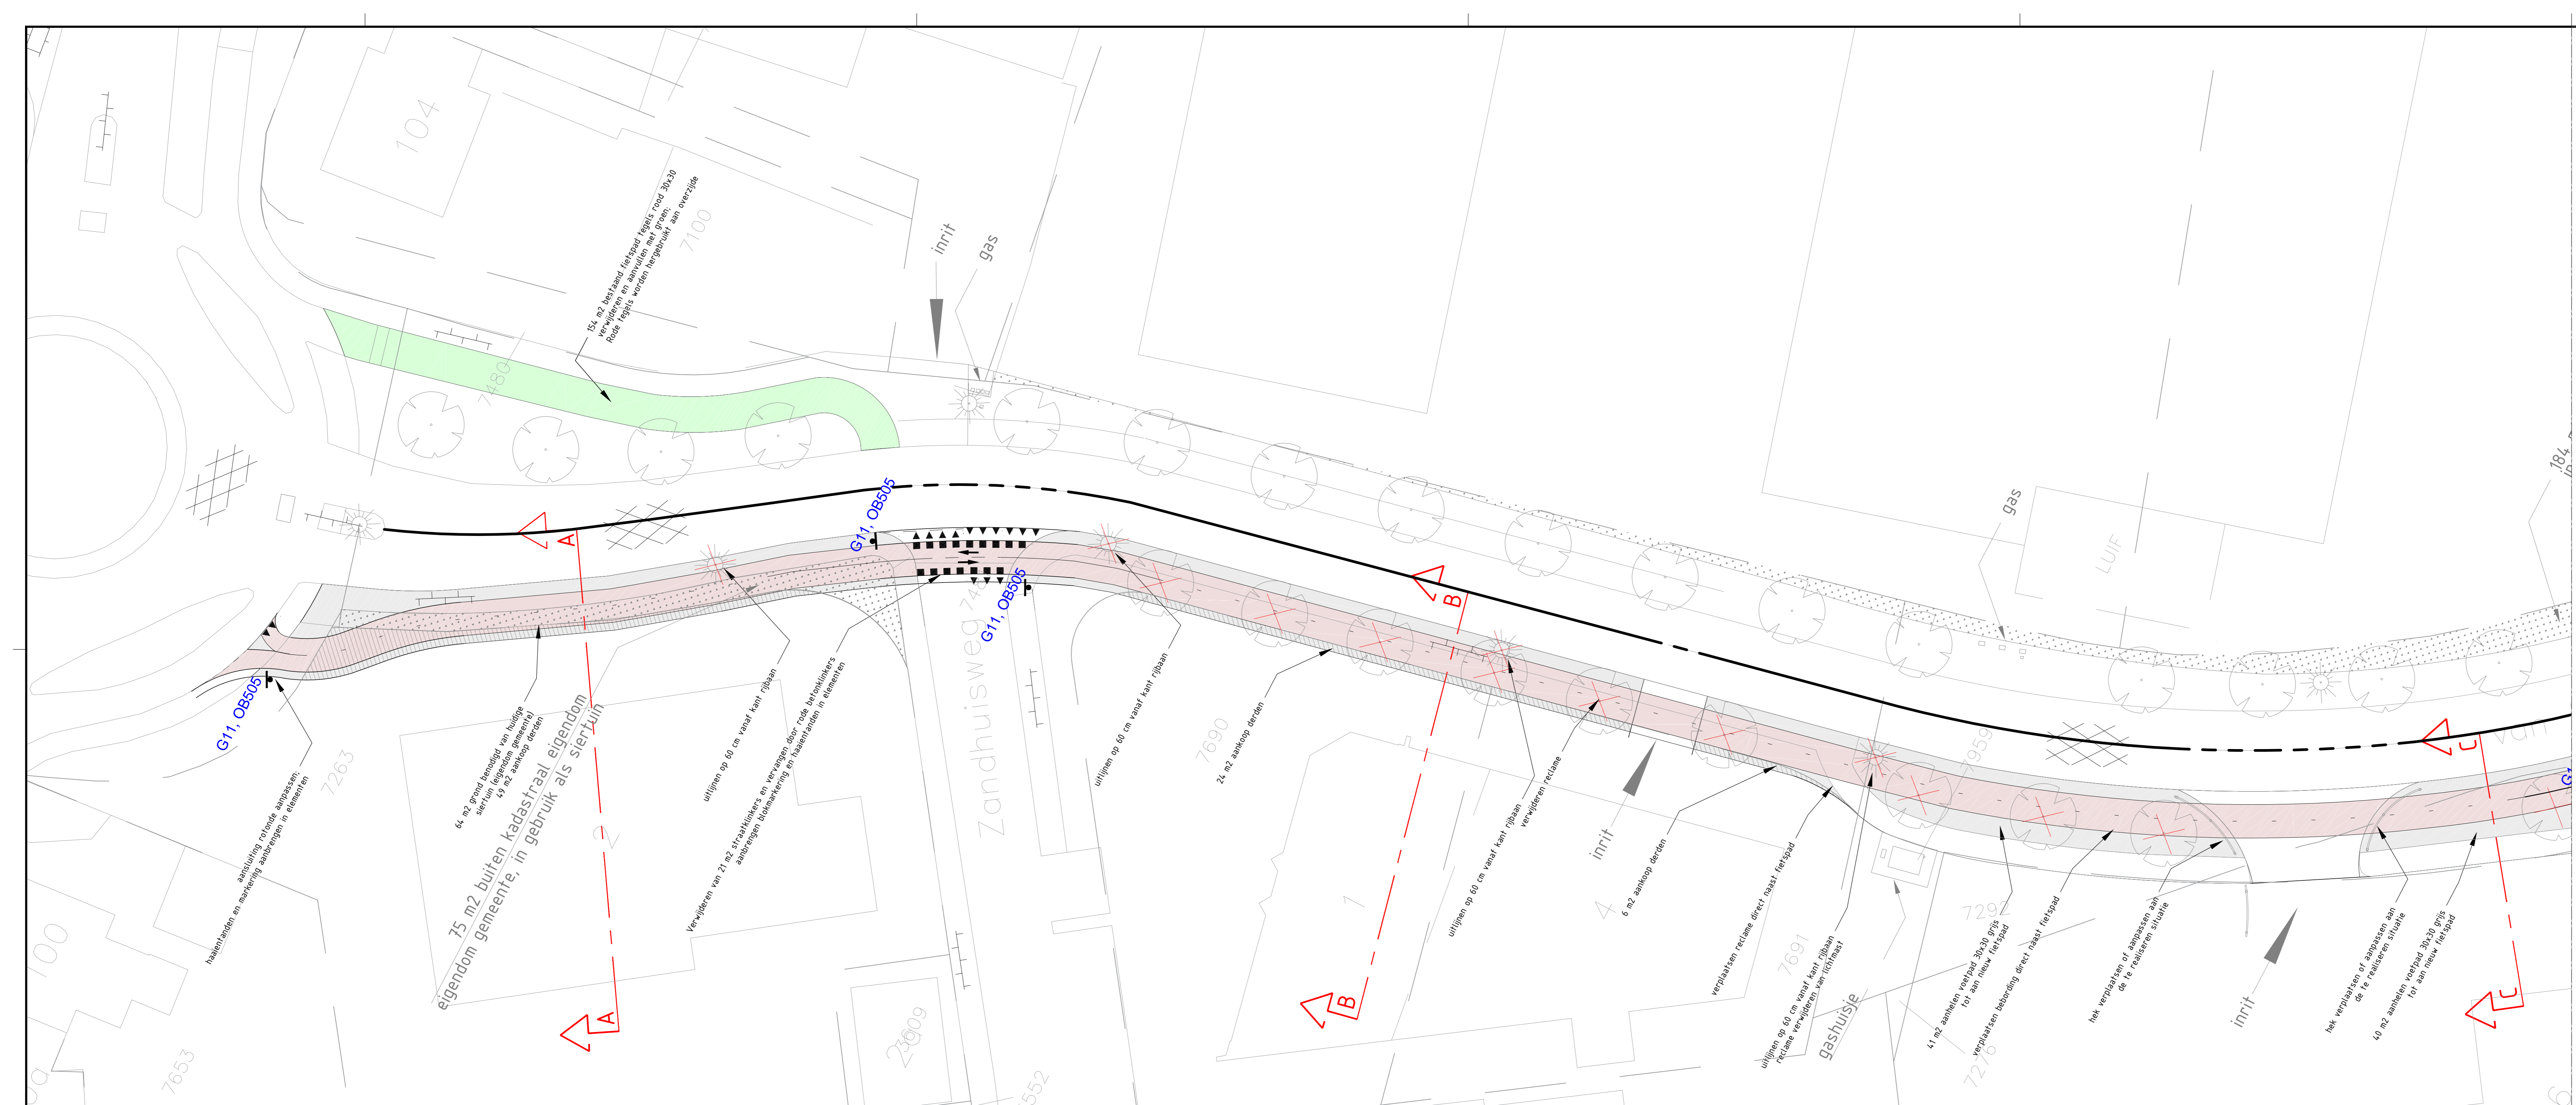 104
154 m2 bestaand fietspad tegels rood 30x30
verwijderen en aanvullen met groen;
Rode tegels worden hergebruikt aan overzijde
7100
inrit
gas
7480
G11, OB505
A
G11, OB505
B
gas
LUIF
184
C
G11, OB505
aansluiting rotonde aanpassen;
haaientanden en markering aanbrengen in elementen
7263
64 m2 grond benodigd van huidige
siertuin (eigendom gemeente)
49 m2 aankoop derden
75 m2 buiten kadastraal eigendom
eigendom gemeente, in gebruik als siertuin
2
uitlijnen op 60 cm vanaf kant rijbaan
Verwijderen van 21 m2 straatklinkers en vervangen door rode betonklinkers
aanbrengen blokmarkering en haaientanden in elementen
Zandhuisweg
uitlijnen op 60 cm vanaf kant rijbaan
7690
24 m2 aankoop derden
1
uitlijnen op 60 cm vanaf kant rijbaan
verwijderen reclame
inrit
4
6 m2 aankoop derden
verplaatsen reclame direct naast fietspad
7691
uitlijnen op 60 cm vanaf kant rijbaan
reclame verwijderen van lichtmast
gashuisje
7959
7292
41 m2 aanhelen voetpad 30x30 grijs
tot aan nieuw fietspad
verplaatsen bebording direct naast fietspad
7276
hek verplaatsen of aanpassen aan
de te realiseren situatie
inrit
hek verplaatsen of aanpassen aan
de te realiseren situatie
40 m2 aanhelen voetpad 30x30 grijs
tot aan nieuw fietspad
van
A
B
C
7653